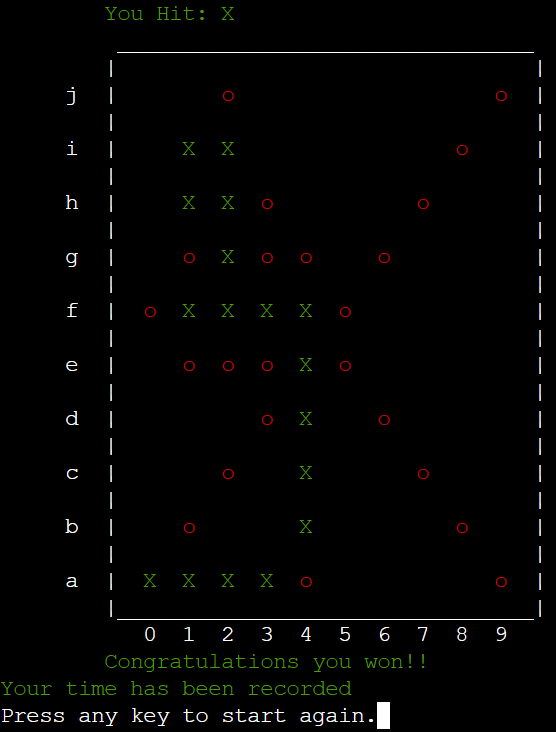 You Hit: X
j o o
i X X o
h X X o o
g o X o o o
f o X X X X o
e o o o X o
d o X o
c o X o
b o X o
a X X X X o o
0 1 2 3 4 5 6 7 8 9
Congratulations you won!!
Your time has been recorded
Press any key to start again.